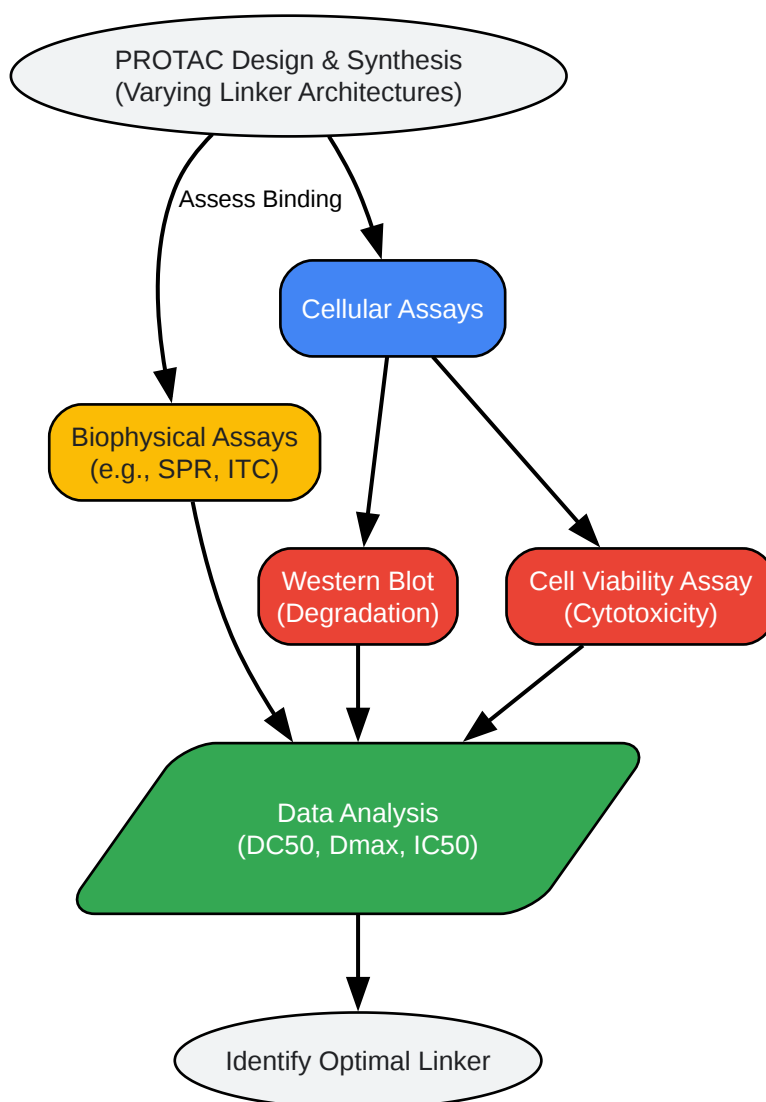 PROTAC Design & Synthesis
(Varying Linker Architectures)
Assess Binding
Cellular Assays
Biophysical Assays
(e.g., SPR, ITC)
Western Blot
(Degradation)
Cell Viability Assay
(Cytotoxicity)
Data Analysis
(DC50, Dmax, IC50)
Identify Optimal Linker